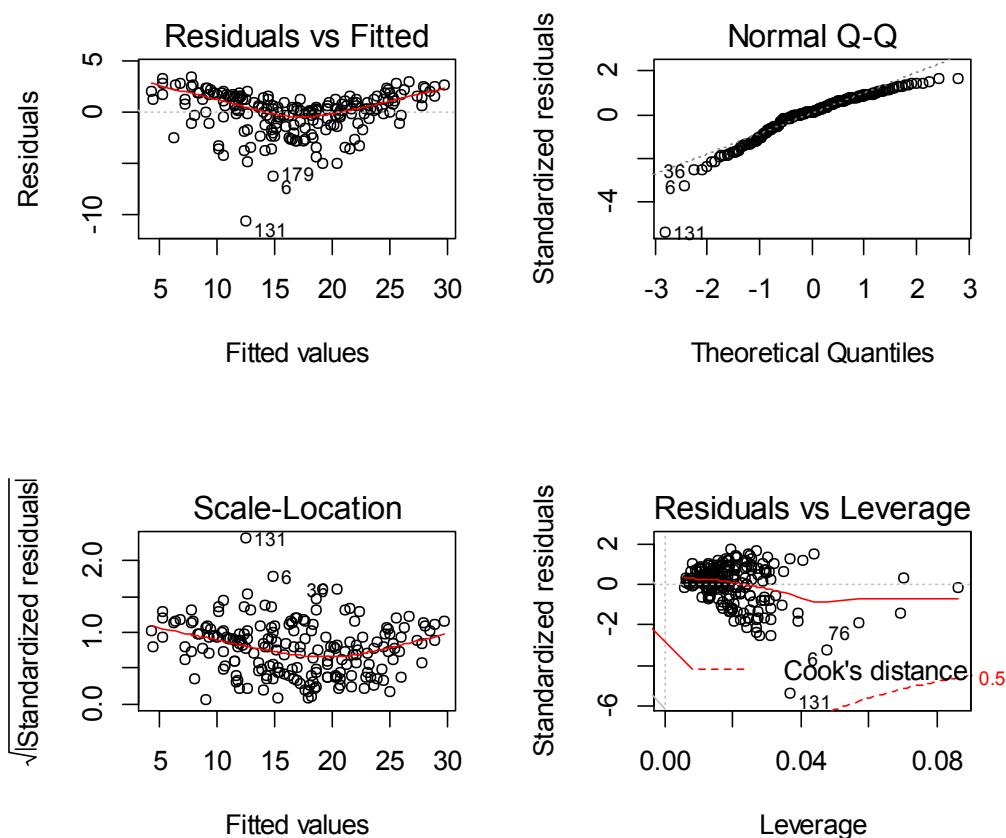 Residuals vs Fitted
Residuals
5
0
-10
179
6
131
5 10 15 20 25 30
Fitted values
Normal Q-Q
Standardized residuals
2
0
-4
36
6
131
-3 -2 -1 0 1 2 3
Theoretical Quantiles
Scale-Location
√|Standardized residuals|
2.0
1.0
0.0
131
6
36
5 10 15 20 25 30
Fitted values
Residuals vs Leverage
Standardized residuals
2
0
-2
-6
76
6
Cook's distance
0.5
131
0.00 0.04 0.08
Leverage